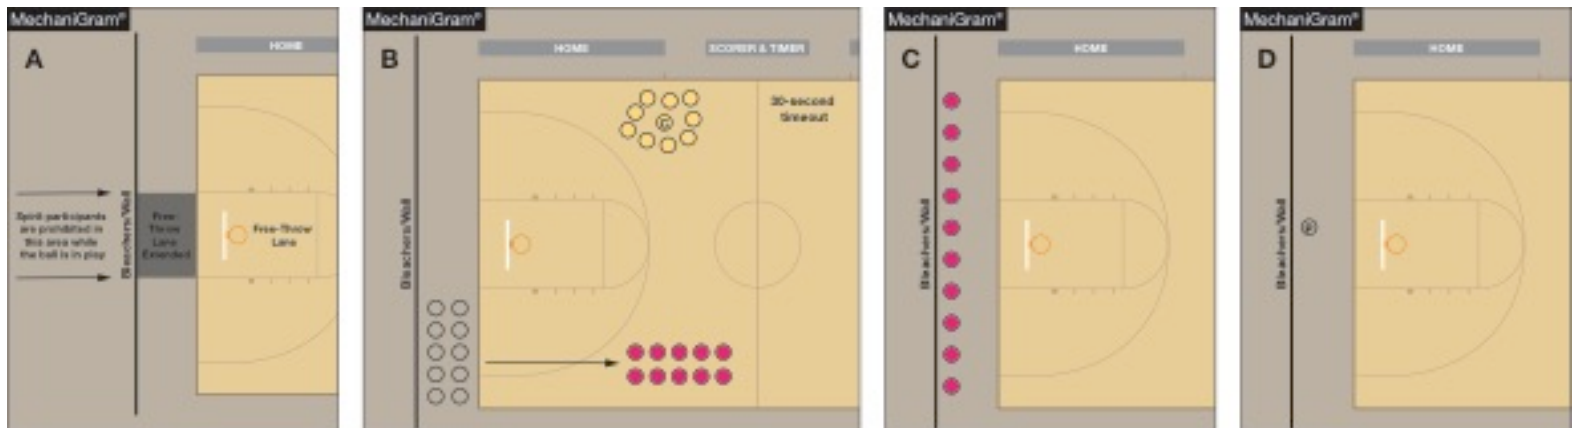 MechaniGram®
A
HOME
Bleachers/Wall
Spirit participants
are prohibited in
this area while
the ball is in play
Free-
Throw
Lane
Extended
Free-Throw
Lane
MechaniGram®
B
HOME
SCORER & TIMER
30-second
timeout
C
Bleachers/Wall
MechaniGram®
C
HOME
Bleachers/Wall
MechaniGram®
D
HOME
Bleachers/Wall